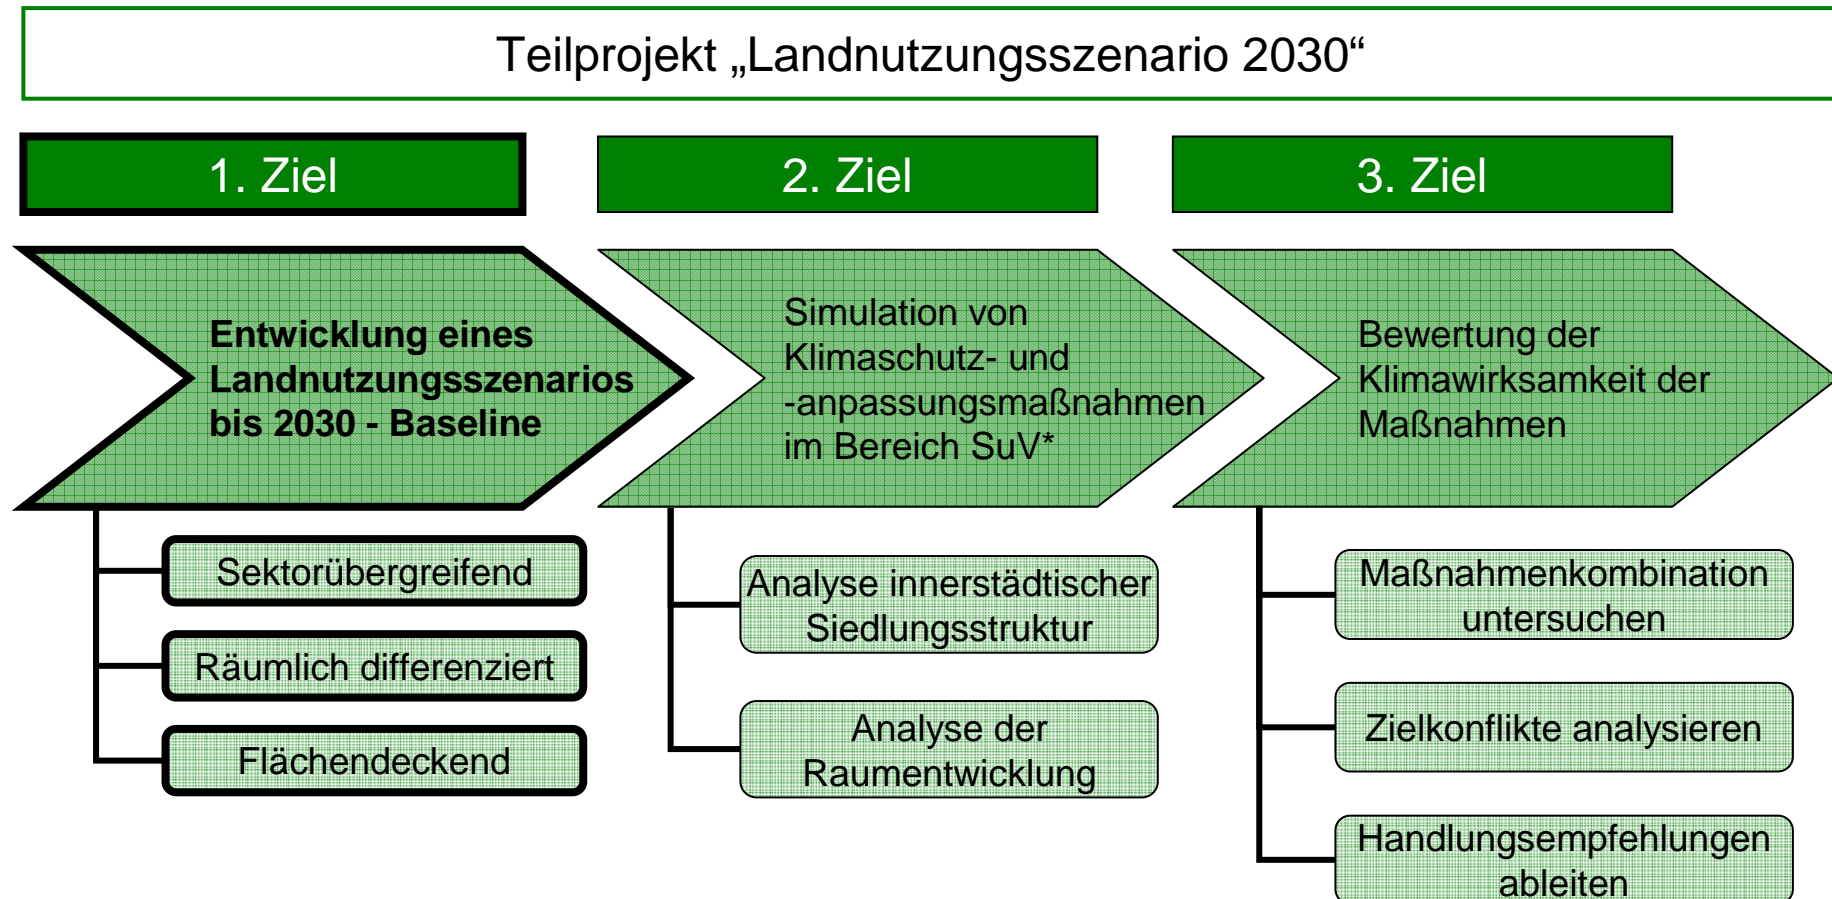 Teilprojekt „Landnutzungsszenario 2030“
1. Ziel
Entwicklung eines
Landnutzungsszenarios
bis 2030 - Baseline
Sektorübergreifend
Räumlich differenziert
Flächendeckend
2. Ziel
Simulation von
Klimaschutz- und
-anpassungsmaßnahmen
im Bereich SuV*
Analyse innerstädtischer
Siedlungsstruktur
Analyse der
Raumentwicklung
3. Ziel
Bewertung der
Klimawirksamkeit der
Maßnahmen
Maßnahmenkombination
untersuchen
Zielkonflikte analysieren
Handlungsempfehlungen
ableiten